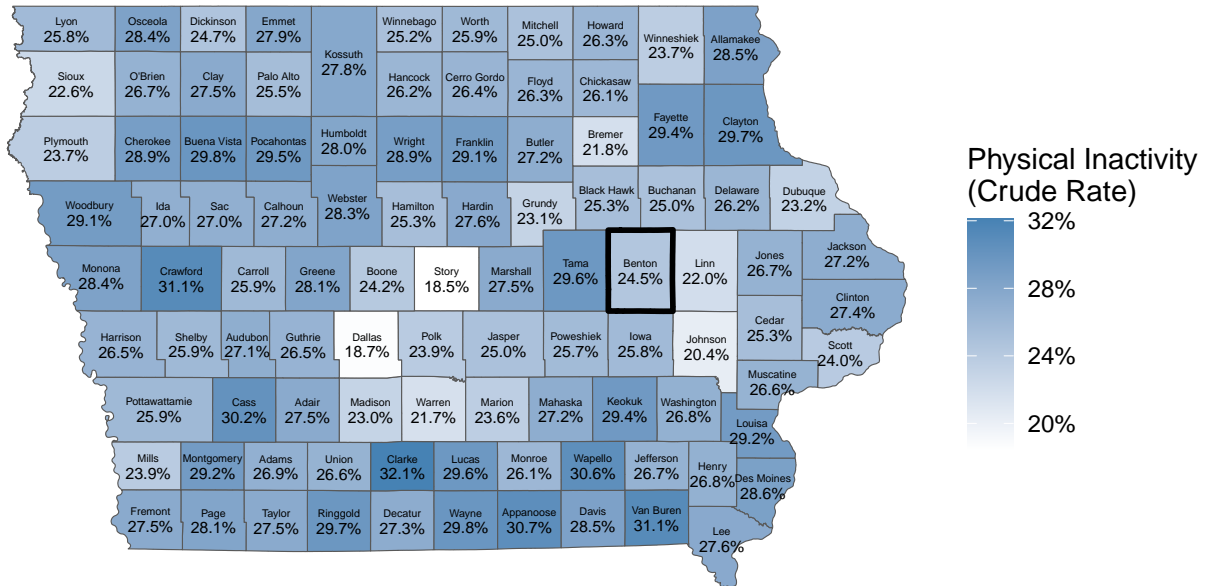 Lyon
25.8%
Osceola
28.4%
Dickinson
24.7%
Emmet
27.9%
Kossuth
27.8%
Winnebago
25.2%
Worth
25.9%
Mitchell
25.0%
Howard
26.3%
Winneshiek
23.7%
Allamakee
28.5%
Sioux
22.6%
O'Brien
26.7%
Clay
27.5%
Palo Alto
25.5%
Hancock
26.2%
Cerro Gordo
26.4%
Floyd
26.3%
Chickasaw
26.1%
Fayette
29.4%
Clayton
29.7%
Plymouth
23.7%
Cherokee
28.9%
Buena Vista
29.8%
Pocahontas
29.5%
Humboldt
28.0%
Wright
28.9%
Franklin
29.1%
Butler
27.2%
Bremer
21.8%
Woodbury
29.1%
Ida
27.0%
Sac
27.0%
Calhoun
27.2%
Webster
28.3%
Hamilton
25.3%
Hardin
27.6%
Grundy
23.1%
Black Hawk
25.3%
Buchanan
25.0%
Delaware
26.2%
Dubuque
23.2%
Monona
28.4%
Crawford
31.1%
Carroll
25.9%
Greene
28.1%
Boone
24.2%
Story
18.5%
Marshall
27.5%
Tama
29.6%
Benton
24.5%
Linn
22.0%
Jones
26.7%
Jackson
27.2%
Clinton
27.4%
Harrison
26.5%
Shelby
25.9%
Audubon
27.1%
Guthrie
26.5%
Dallas
18.7%
Polk
23.9%
Jasper
25.0%
Poweshiek
25.7%
Iowa
25.8%
Johnson
20.4%
Cedar
25.3%
Scott
24.0%
Muscatine
26.6%
Pottawattamie
25.9%
Cass
30.2%
Adair
27.5%
Madison
23.0%
Warren
21.7%
Marion
23.6%
Mahaska
27.2%
Keokuk
29.4%
Washington
26.8%
Louisa
29.2%
Mills
23.9%
Montgomery
29.2%
Adams
26.9%
Union
26.6%
Clarke
32.1%
Lucas
29.6%
Monroe
26.1%
Wapello
30.6%
Jefferson
26.7%
Henry
26.8%
Des Moines
28.6%
Fremont
27.5%
Page
28.1%
Taylor
27.5%
Ringgold
29.7%
Decatur
27.3%
Wayne
29.8%
Appanoose
30.7%
Davis
28.5%
Van Buren
31.1%
Lee
27.6%
Physical Inactivity
(Crude Rate)
32%
28%
24%
20%